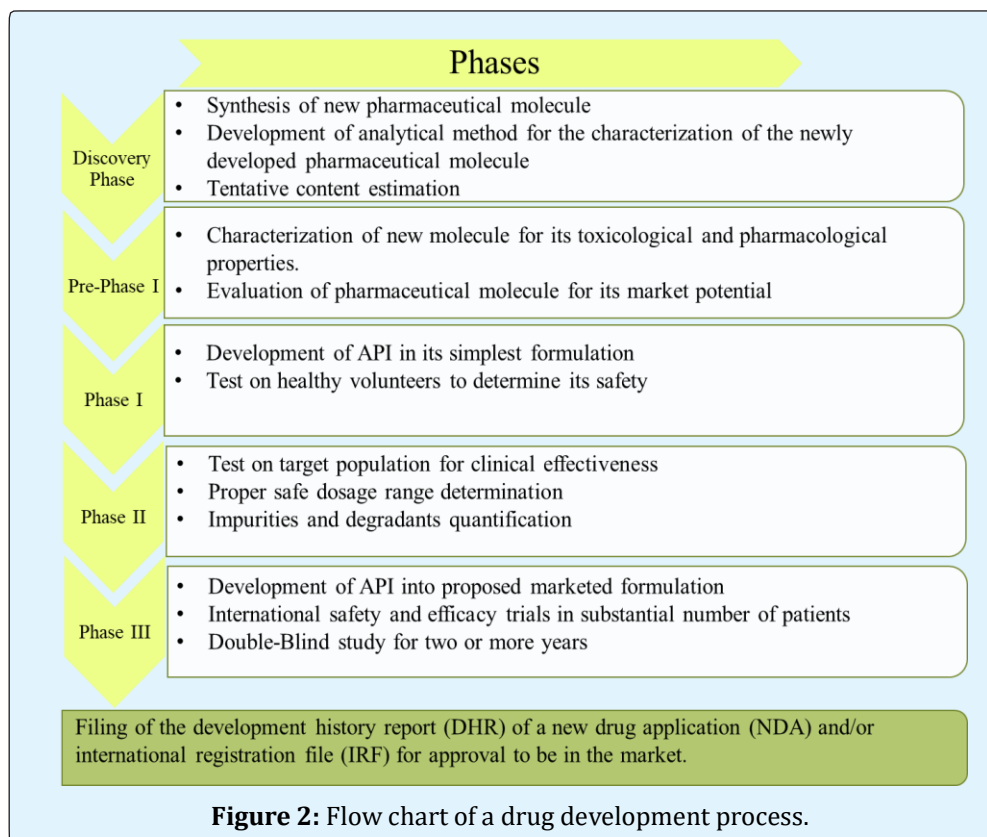 Phases
Discovery
Phase
• Synthesis of new pharmaceutical molecule
• Development of analytical method for the characterization of the newly
developed pharmaceutical molecule
• Tentative content estimation
Pre-Phase I
• Characterization of new molecule for its toxicological and pharmacological
properties.
• Evaluation of pharmaceutical molecule for its market potential
Phase I
• Development of API in its simplest formulation
• Test on healthy volunteers to determine its safety
Phase II
• Test on target population for clinical effectiveness
• Proper safe dosage range determination
• Impurities and degradants quantification
Phase III
• Development of API into proposed marketed formulation
• International safety and efficacy trials in substantial number of patients
• Double-Blind study for two or more years
Filing of the development history report (DHR) of a new drug application (NDA) and/or
international registration file (IRF) for approval to be in the market.
Figure 2: Flow chart of a drug development process.